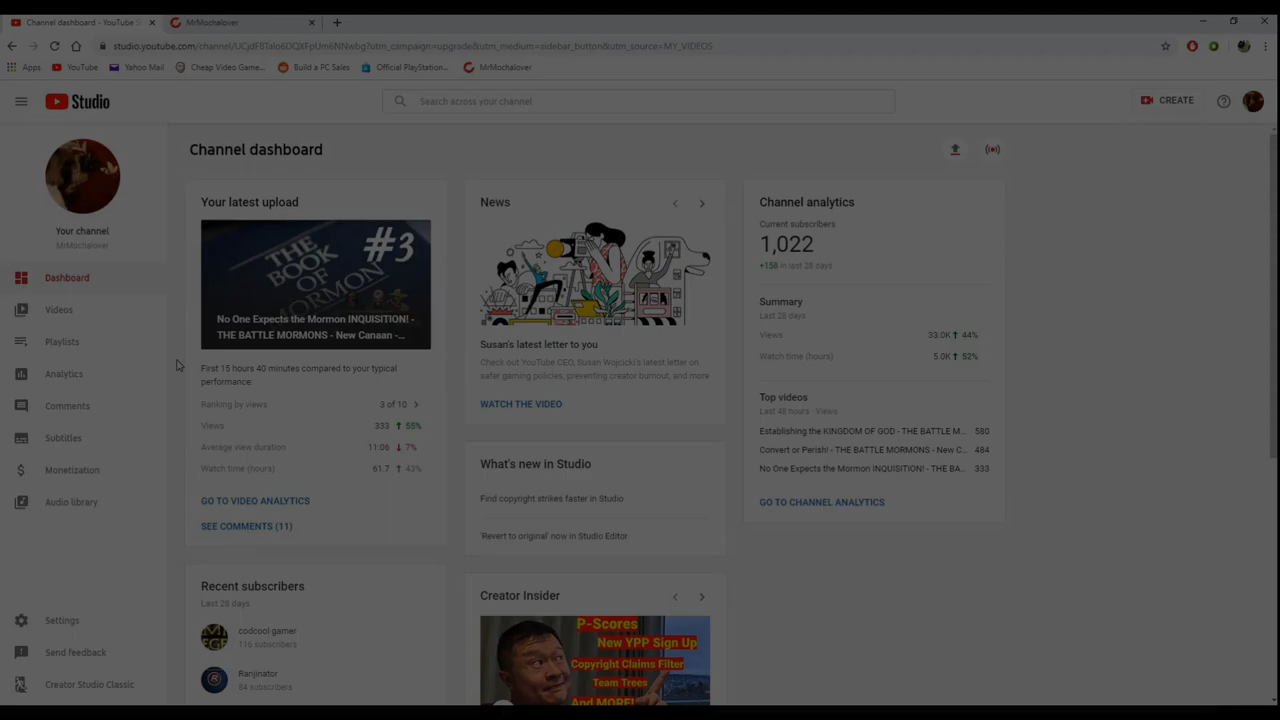 Channel dashboard - YouTube S
MrMochalover
studio.youtube.com/channel/UCjdF8TaIo6DQXFpUm6NNwbg?utm_campaign=upgrade&utm_medium=sidebar_button&utm_source=MY_VIDEOS
Apps YouTube Yahoo Mail Cheap Video Game... Build a PC Sales Official PlayStation... MrMochalover
Studio
Search across your channel
CREATE
Your channel
MrMochalover
Dashboard
Videos
Playlists
Analytics
Comments
Subtitles
Monetization
Audio library
Settings
Send feedback
Creator Studio Classic
Channel dashboard
Your latest upload
THE BOOK OF MORMON
#3
No One Expects the Mormon INQUISITION! -
THE BATTLE MORMONS - New Canaan -...
First 15 hours 40 minutes compared to your typical
performance:
Ranking by views 3 of 10
Views 333 55%
Average view duration 11:06 7%
Watch time (hours) 61.7 43%
GO TO VIDEO ANALYTICS
SEE COMMENTS (11)
Recent subscribers
Last 28 days
codcool gamer
116 subscribers
Ranjinator
84 subscribers
News
Susan's latest letter to you
Check out YouTube CEO, Susan Wojcicki's latest letter on
safer gaming policies, preventing creator burnout, and more
WATCH THE VIDEO
What's new in Studio
Find copyright strikes faster in Studio
'Revert to original' now in Studio Editor
Creator Insider
P-Scores
New YPP Sign Up
Copyright Claims Filter
Team Trees
And MORE!
Channel analytics
Current subscribers
1,022
+158 in last 28 days
Summary
Last 28 days
Views 33.0K 44%
Watch time (hours) 5.0K 52%
Top videos
Last 48 hours · Views
Establishing the KINGDOM OF GOD - THE BATTLE M... 580
Convert or Perish! - THE BATTLE MORMONS - New C... 484
No One Expects the Mormon INQUISITION! - THE BA... 333
GO TO CHANNEL ANALYTICS